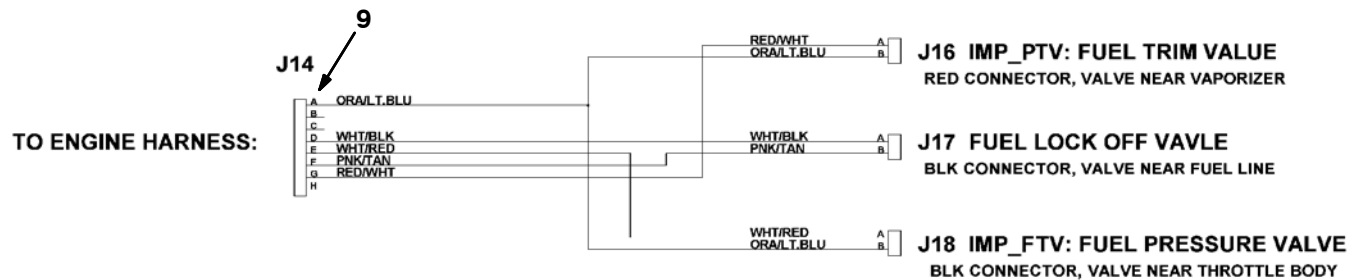 9
J14
TO ENGINE HARNESS:
A ORA/LT.BLU
B
C
D WHT/BLK
E WHT/RED
F PNK/TAN
G RED/WHT
H
RED/WHT A
ORA/LT.BLU B
J16 IMP_PTV: FUEL TRIM VALUE
RED CONNECTOR, VALVE NEAR VAPORIZER
WHT/BLK A
PNK/TAN B
J17 FUEL LOCK OFF VAVLE
BLK CONNECTOR, VALVE NEAR FUEL LINE
WHT/RED A
ORA/LT.BLU B
J18 IMP_FTV: FUEL PRESSURE VALVE
BLK CONNECTOR, VALVE NEAR THROTTLE BODY